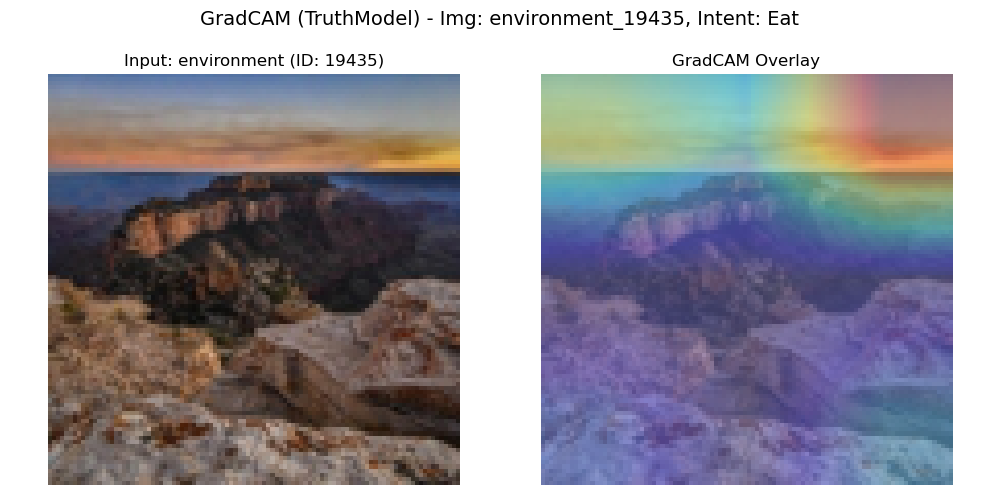 GradCAM (TruthModel) - Img: environment_19435, Intent: Eat
Input: environment (ID: 19435)
GradCAM Overlay